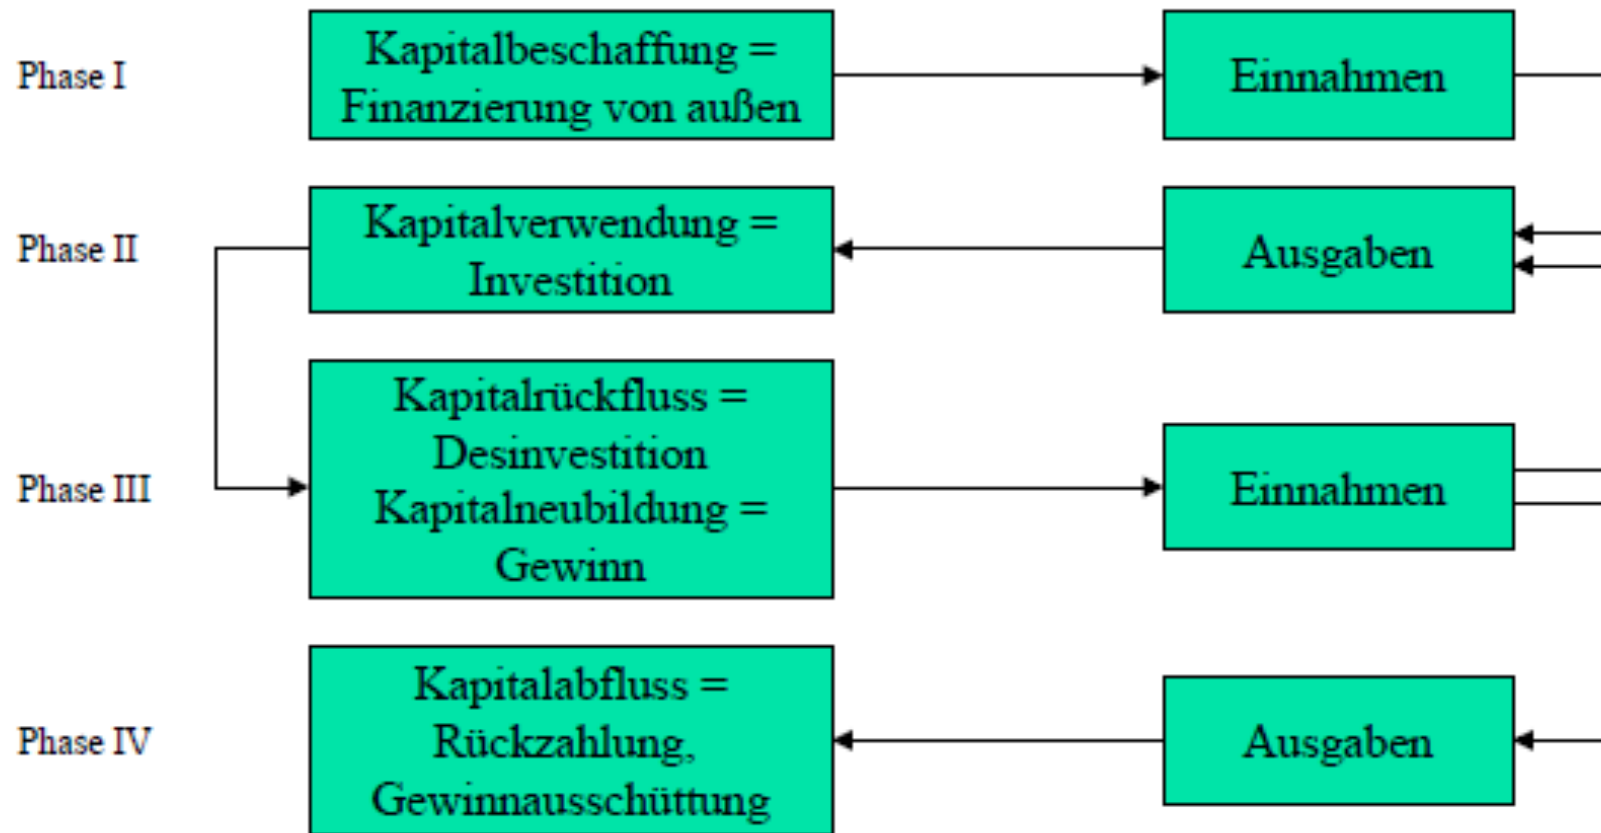 Phase I
Kapitalbeschaffung =
Finanzierung von außen
Einnahmen
Phase II
Kapitalverwendung =
Investition
Ausgaben
Phase III
Kapitalrückfluss =
Desinvestition
Kapitalneubildung =
Gewinn
Einnahmen
Phase IV
Kapitalabfluss =
Rückzahlung,
Gewinnausschüttung
Ausgaben